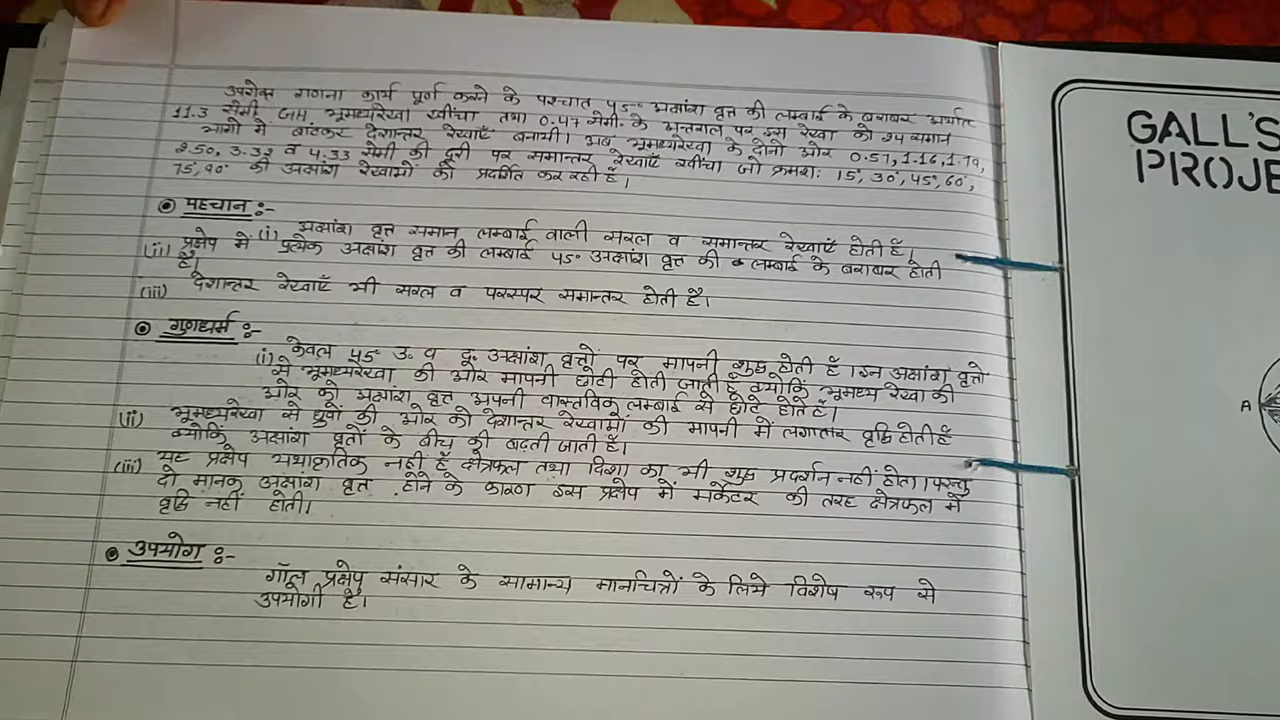 उपरोक्त गणना कार्य पूर्ण करने के पश्चात 45° अक्षांश वृत्त की लम्बाई के बराबर अर्थात
11.3 सेमी. GH भूमध्यरेखा खींचा तथा 0.47 सेमी. के अन्तराल पर इस रेखा को 24 समान
भागो में बांटकर देशान्तर रेखाएँ बनायी। अब भूमध्यरेखा के दोनो ओर 0.57, 1.16, 1.79,
2.50, 3.33 व 4.33 सेमी की दूरी पर समान्तर रेखाएँ खींचा जो क्रमशः 15°, 30°, 45°, 60°,
75°, 90° की अक्षांश रेखाओं को प्रदर्शित कर रही हैं।
पहचान :-
(i) अक्षांश वृत्त समान लम्बाई वाली सरल व समान्तर रेखाएँ होती हैं।
(ii) प्रक्षेप में प्रत्येक अक्षांश वृत्त की लम्बाई 45° अक्षांश वृत्त की लम्बाई के बराबर होती
है।
(iii) देशान्तर रेखाएँ भी सरल व परस्पर समान्तर होती है।
गुणधर्म :-
(i) केवल 45° उ. व द. अक्षांश वृत्तों पर मापनी शुद्ध होती है। इन अक्षांश वृत्तो
से भूमध्यरेखा की ओर मापनी छोटी होती जाती है क्योंकि भूमध्य रेखा की
ओर को अक्षांश वृत्त अपनी वास्तविक लम्बाई से छोटे होते हैं।
(ii) भूमध्यरेखा से ध्रुवों की ओर को देशान्तर रेखाओं की मापनी में लगातार वृद्धि होती है
क्योंकि अक्षांश वृत्तों के बीच की बढ़ती जाती है।
(iii) यह प्रक्षेप यथाकृतिक नहीं है क्षेत्रफल तथा दिशा का भी शुद्ध प्रदर्शन नहीं होता। परन्तु
दो मानक अक्षांश वृत्त होने के कारण इस प्रक्षेप में मर्केटर की तरह क्षेत्रफल में
वृद्धि नहीं होती।
उपयोग :-
गॉल प्रक्षेप संसार के सामान्य मानचित्रों के लिये विशेष रूप से
उपयोगी है।
GALL'S
PROJE
A